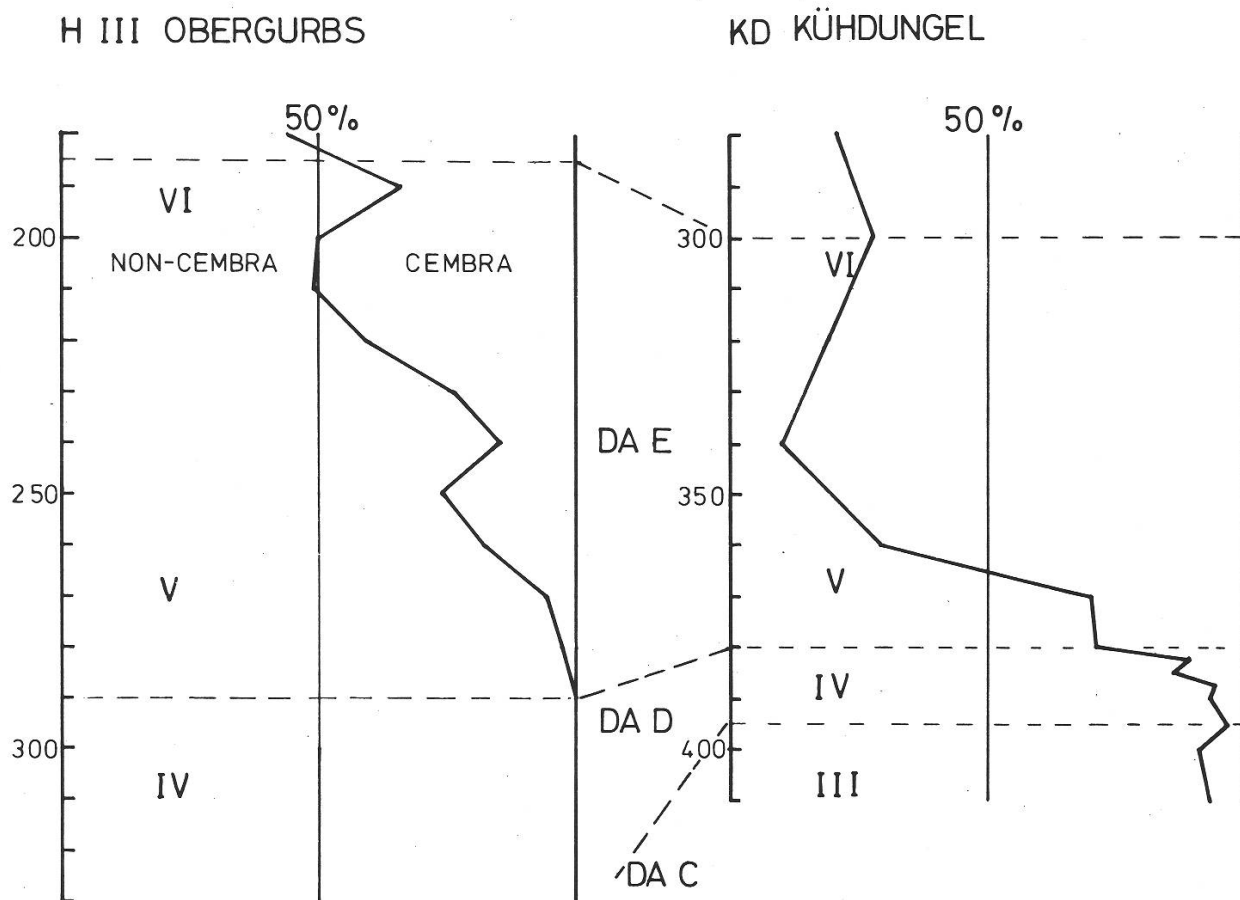 H III OBERGURBS
KD KÜHDUNGEL
50%
50%
VI
200
NON-CEMBRA
CEMBRA
300
VI
DA E
250
350
V
V
IV
DA D
300
IV
400
III
DA C